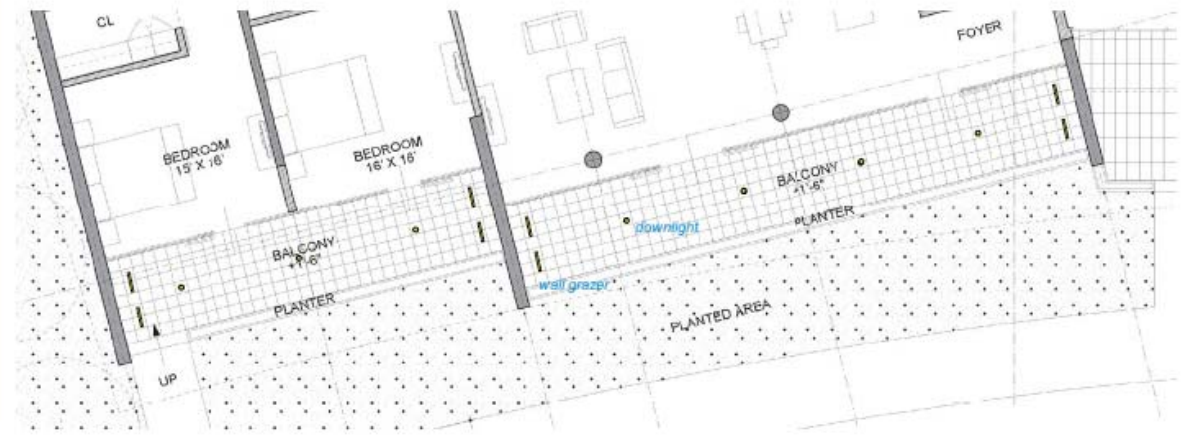 CL
FOYER
BEDROOM
15' X 16'
BEDROOM
16' X 16'
BALCONY
+1'-6"
PLANTER
downlight
BALCONY
+1'-6"
PLANTER
wall grazer
PLANTED AREA
UP